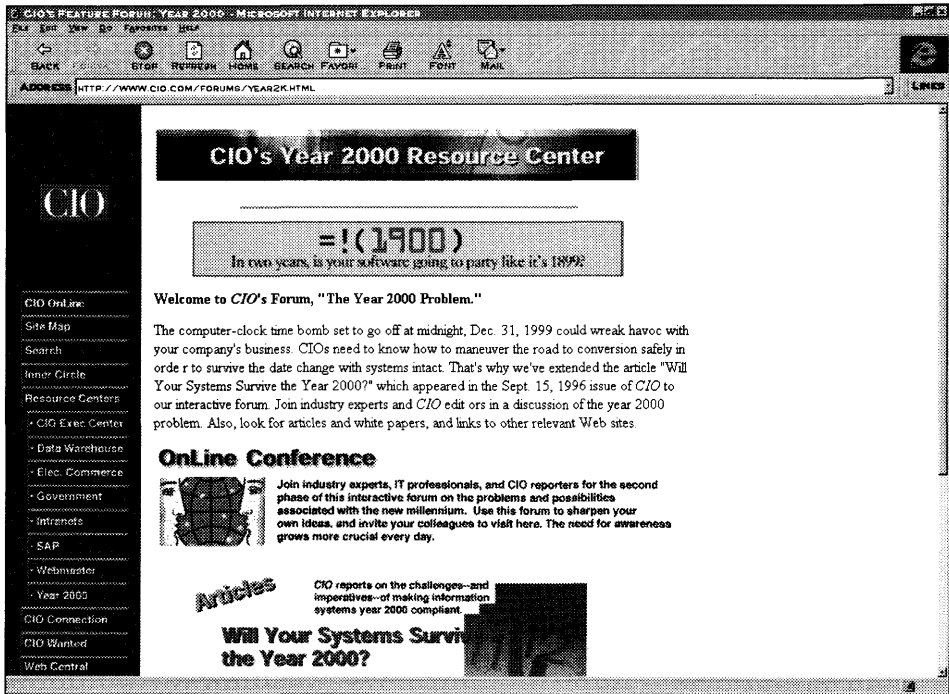 CIO'S FEATURE FORUM: YEAR 2000 - MICROSOFT INTERNET EXPLORER
FILE EDIT VIEW GO FAVORITES HELP
BACK STOP REFRESH HOME SEARCH FAVORI... PRINT FONT MAIL
ADDRESS HTTP://WWW.CIO.COM/FORUMS/YEAR2K.HTML LINKS
CIO's Year 2000 Resource Center
CIO
=!(1900)
In two years, is your software going to party like it's 1899?
CIO OnLine
Site Map
Search
Inner Circle
Resource Centers
· CIO Exec Center
· Data Warehouse
· Elec. Commerce
· Government
· Intranets
· SAP
· Webmaster
· Year 2000
CIO Connection
CIO Wanted
Web Central
Welcome to CIO's Forum, "The Year 2000 Problem."
The computer-clock time bomb set to go off at midnight, Dec. 31, 1999 could wreak havoc with
your company's business. CIOs need to know how to maneuver the road to conversion safely in
orde r to survive the date change with systems intact. That's why we've extended the article "Will
Your Systems Survive the Year 2000?" which appeared in the Sept. 15, 1996 issue of CIO to
our interactive forum. Join industry experts and CIO edit ors in a discussion of the year 2000
problem. Also, look for articles and white papers, and links to other relevant Web sites.
OnLine Conference
Join industry experts, IT professionals, and CIO reporters for the second
phase of this interactive forum on the problems and possibilities
associated with the new millennium. Use this forum to sharpen your
own ideas, and invite your colleagues to visit here. The need for awareness
grows more crucial every day.
Articles
CIO reports on the challenges--and
imperatives--of making information
systems year 2000 compliant.
Will Your Systems Survive
the Year 2000?